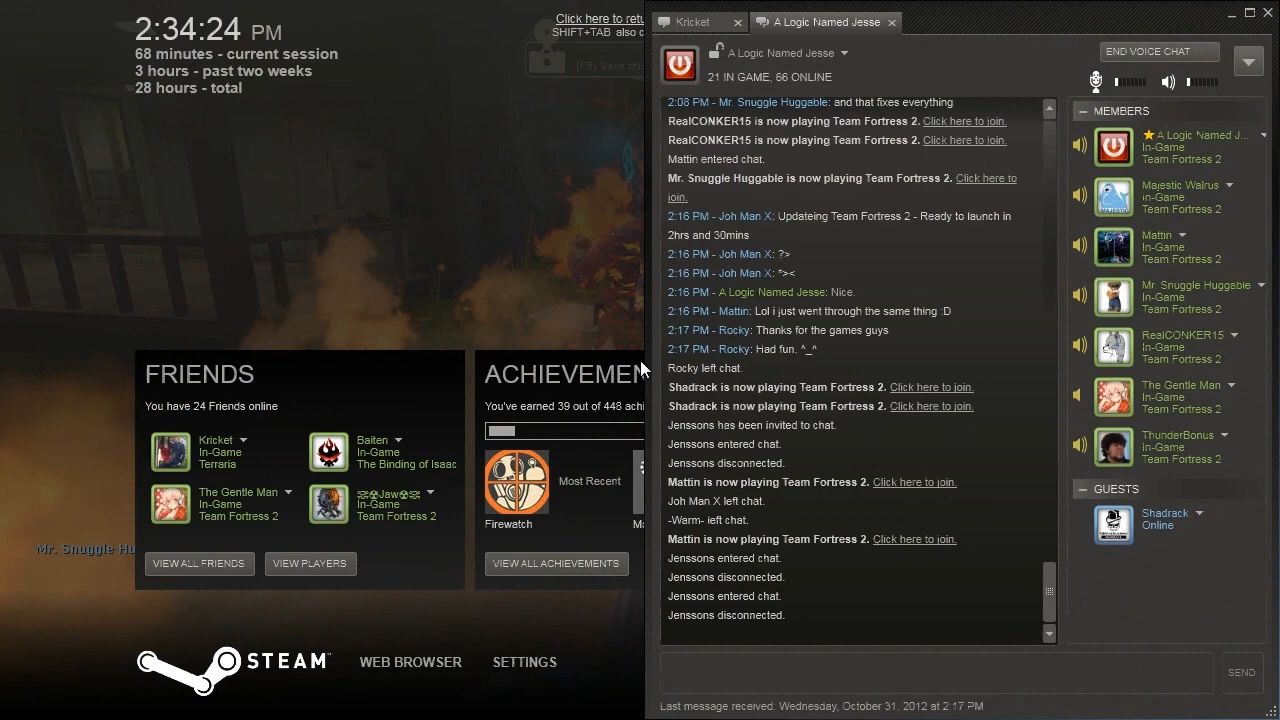 2:34:24 PM
68 minutes - current session
3 hours - past two weeks
28 hours - total
Click here to retu
SHIFT+TAB also c
[F5] Save this
FRIENDS
You have 24 Friends online
Kricket
In-Game
Terraria
Baiten
In-Game
The Binding of Isaac
The Gentle Man
In-Game
Team Fortress 2
Jaw
In-Game
Team Fortress 2
VIEW ALL FRIENDS
VIEW PLAYERS
ACHIEVEMEN
You've earned 39 out of 448 achi
Most Recent
Firewatch
Ma
VIEW ALL ACHIEVEMENTS
Mr. Snuggle Hu
STEAM™
WEB BROWSER
SETTINGS
Kricket
A Logic Named Jesse
A Logic Named Jesse
21 IN GAME, 66 ONLINE
END VOICE CHAT
2:08 PM - Mr. Snuggie Huggable: and that fixes everything
RealCONKER15 is now playing Team Fortress 2. Click here to join.
RealCONKER15 is now playing Team Fortress 2. Click here to join.
Mattin entered chat.
Mr. Snuggle Huggable is now playing Team Fortress 2. Click here to
join.
2:16 PM - Joh Man X: Updateing Team Fortress 2 - Ready to launch in
2hrs and 30mins
2:16 PM - Joh Man X: ?>
2:16 PM - Joh Man X: *><
2:16 PM - A Logic Named Jesse: Nice.
2:16 PM - Mattin: Lol i just went through the same thing :D
2:17 PM - Rocky: Thanks for the games guys
2:17 PM - Rocky: Had fun. ^_^
Rocky left chat.
Shadrack is now playing Team Fortress 2. Click here to join.
Shadrack is now playing Team Fortress 2. Click here to join.
Jenssons has been invited to chat.
Jenssons entered chat.
Jenssons disconnected.
Mattin is now playing Team Fortress 2. Click here to join.
Joh Man X left chat.
-Warm- left chat.
Mattin is now playing Team Fortress 2. Click here to join.
Jenssons entered chat.
Jenssons disconnected.
Jenssons entered chat.
Jenssons disconnected.
SEND
Last message received: Wednesday, October 31, 2012 at 2:17 PM
MEMBERS
A Logic Named J...
In-Game
Team Fortress 2
Majestic Walrus
In-Game
Team Fortress 2
MAJESTIC
Mattin
In-Game
Team Fortress 2
Mr. Snuggle Huggable
In-Game
Team Fortress 2
RealCONKER15
In-Game
Team Fortress 2
The Gentle Man
In-Game
Team Fortress 2
ThunderBonus
In-Game
Team Fortress 2
GUESTS
Shadrack
Online